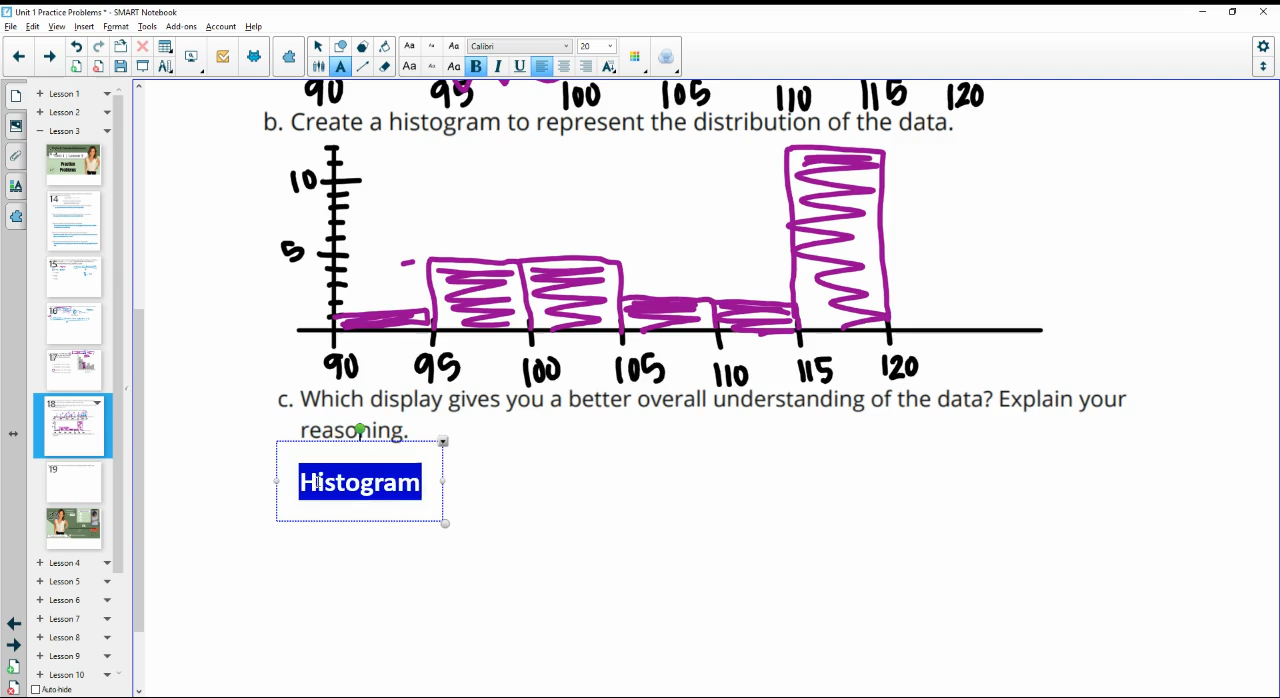 Unit 1 Practice Problems * - SMART Notebook
File Edit View Insert Format Tools Add-ons Account Help
Calibri 20
B I U
Lesson 1
Lesson 2
Lesson 3
14
15
16
17
18
19
Lesson 4
Lesson 5
Lesson 6
Lesson 7
Lesson 8
Lesson 9
Lesson 10
Auto-hide
90 95 100 105 110 115 120
b. Create a histogram to represent the distribution of the data.
10
5
90 95 100 105 110 115 120
c. Which display gives you a better overall understanding of the data? Explain your
reasoning.
Histogram